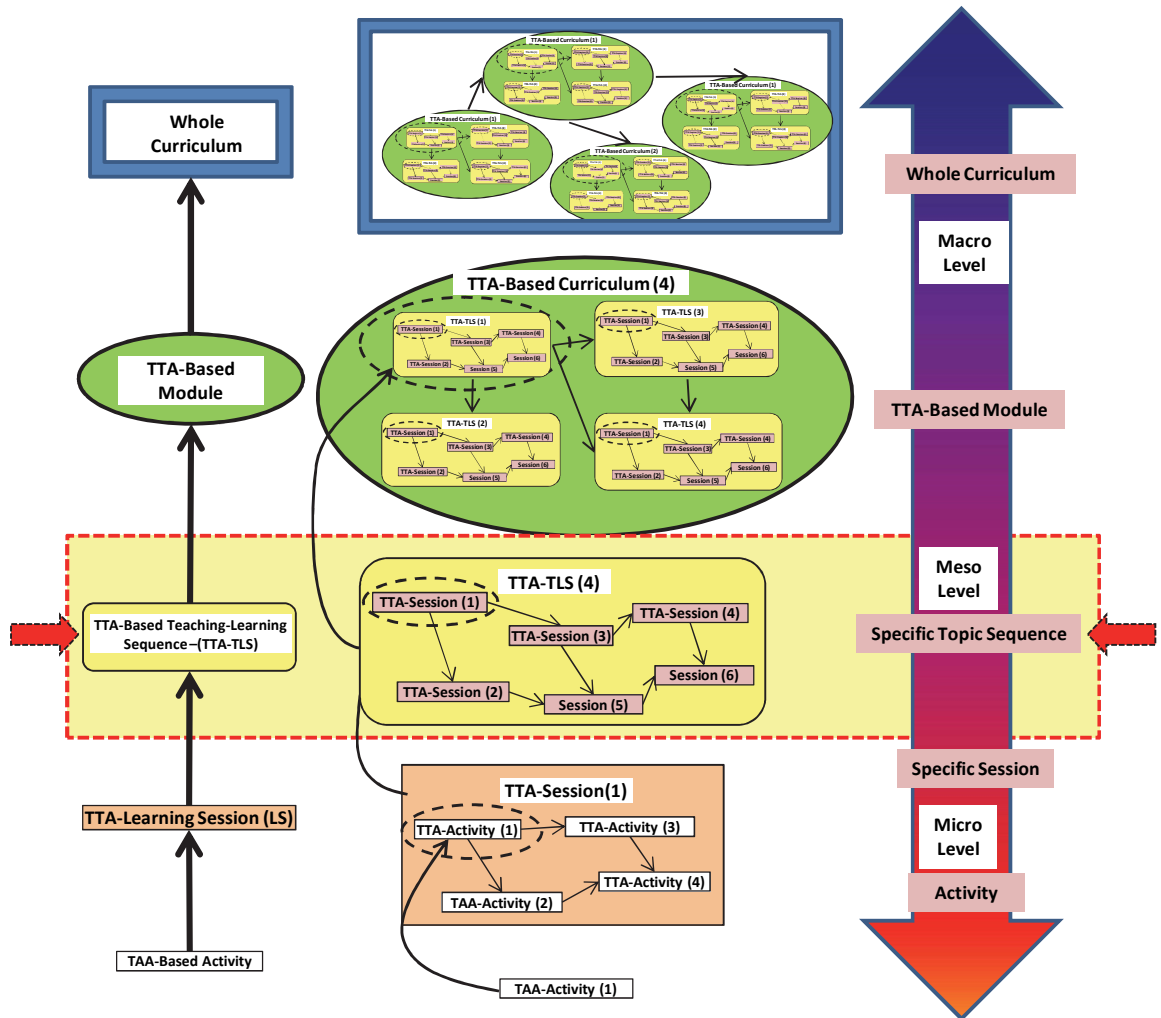 Whole
Curriculum
TTA-Based
Module
TTA-Based Teaching-Learning
Sequence–(TTA-TLS)
TTA-Learning Session (LS)
TAA-Based Activity
TTA-Based Curriculum (1)
TTA-Based Curriculum (1)
TTA-Based Curriculum (1)
TTA-Based Curriculum (2)
TTA-Based Curriculum (4)
TTA-TLS (1)
TTA-Session (1)
TTA-Session (4)
TTA-Session (3)
Session (6)
TTA-Session (2)
Session (5)
TTA-TLS (3)
TTA-Session (1)
TTA-Session (4)
TTA-Session (3)
Session (6)
TTA-Session (2)
Session (5)
TTA-TLS (2)
TTA-Session (1)
TTA-Session (4)
TTA-Session (3)
Session (6)
TTA-Session (2)
Session (5)
TTA-TLS (4)
TTA-Session (1)
TTA-Session (4)
TTA-Session (3)
Session (6)
TTA-Session (2)
Session (5)
TTA-TLS (4)
TTA-Session (1)
TTA-Session (4)
TTA-Session (3)
Session (6)
TTA-Session (2)
Session (5)
TTA-Session(1)
TTA-Activity (1)
TTA-Activity (3)
TTA-Activity (4)
TAA-Activity (2)
TAA-Activity (1)
Whole Curriculum
Macro
Level
TTA-Based Module
Meso
Level
Specific Topic Sequence
Specific Session
Micro
Level
Activity